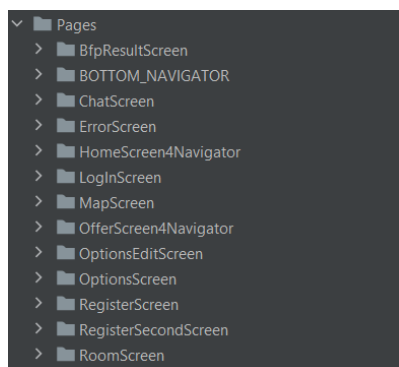 Pages
BfpResultScreen
BOTTOM_NAVIGATOR
ChatScreen
ErrorScreen
HomeScreen4Navigator
LogInScreen
MapScreen
OfferScreen4Navigator
OptionsEditScreen
OptionsScreen
RegisterScreen
RegisterSecondScreen
RoomScreen